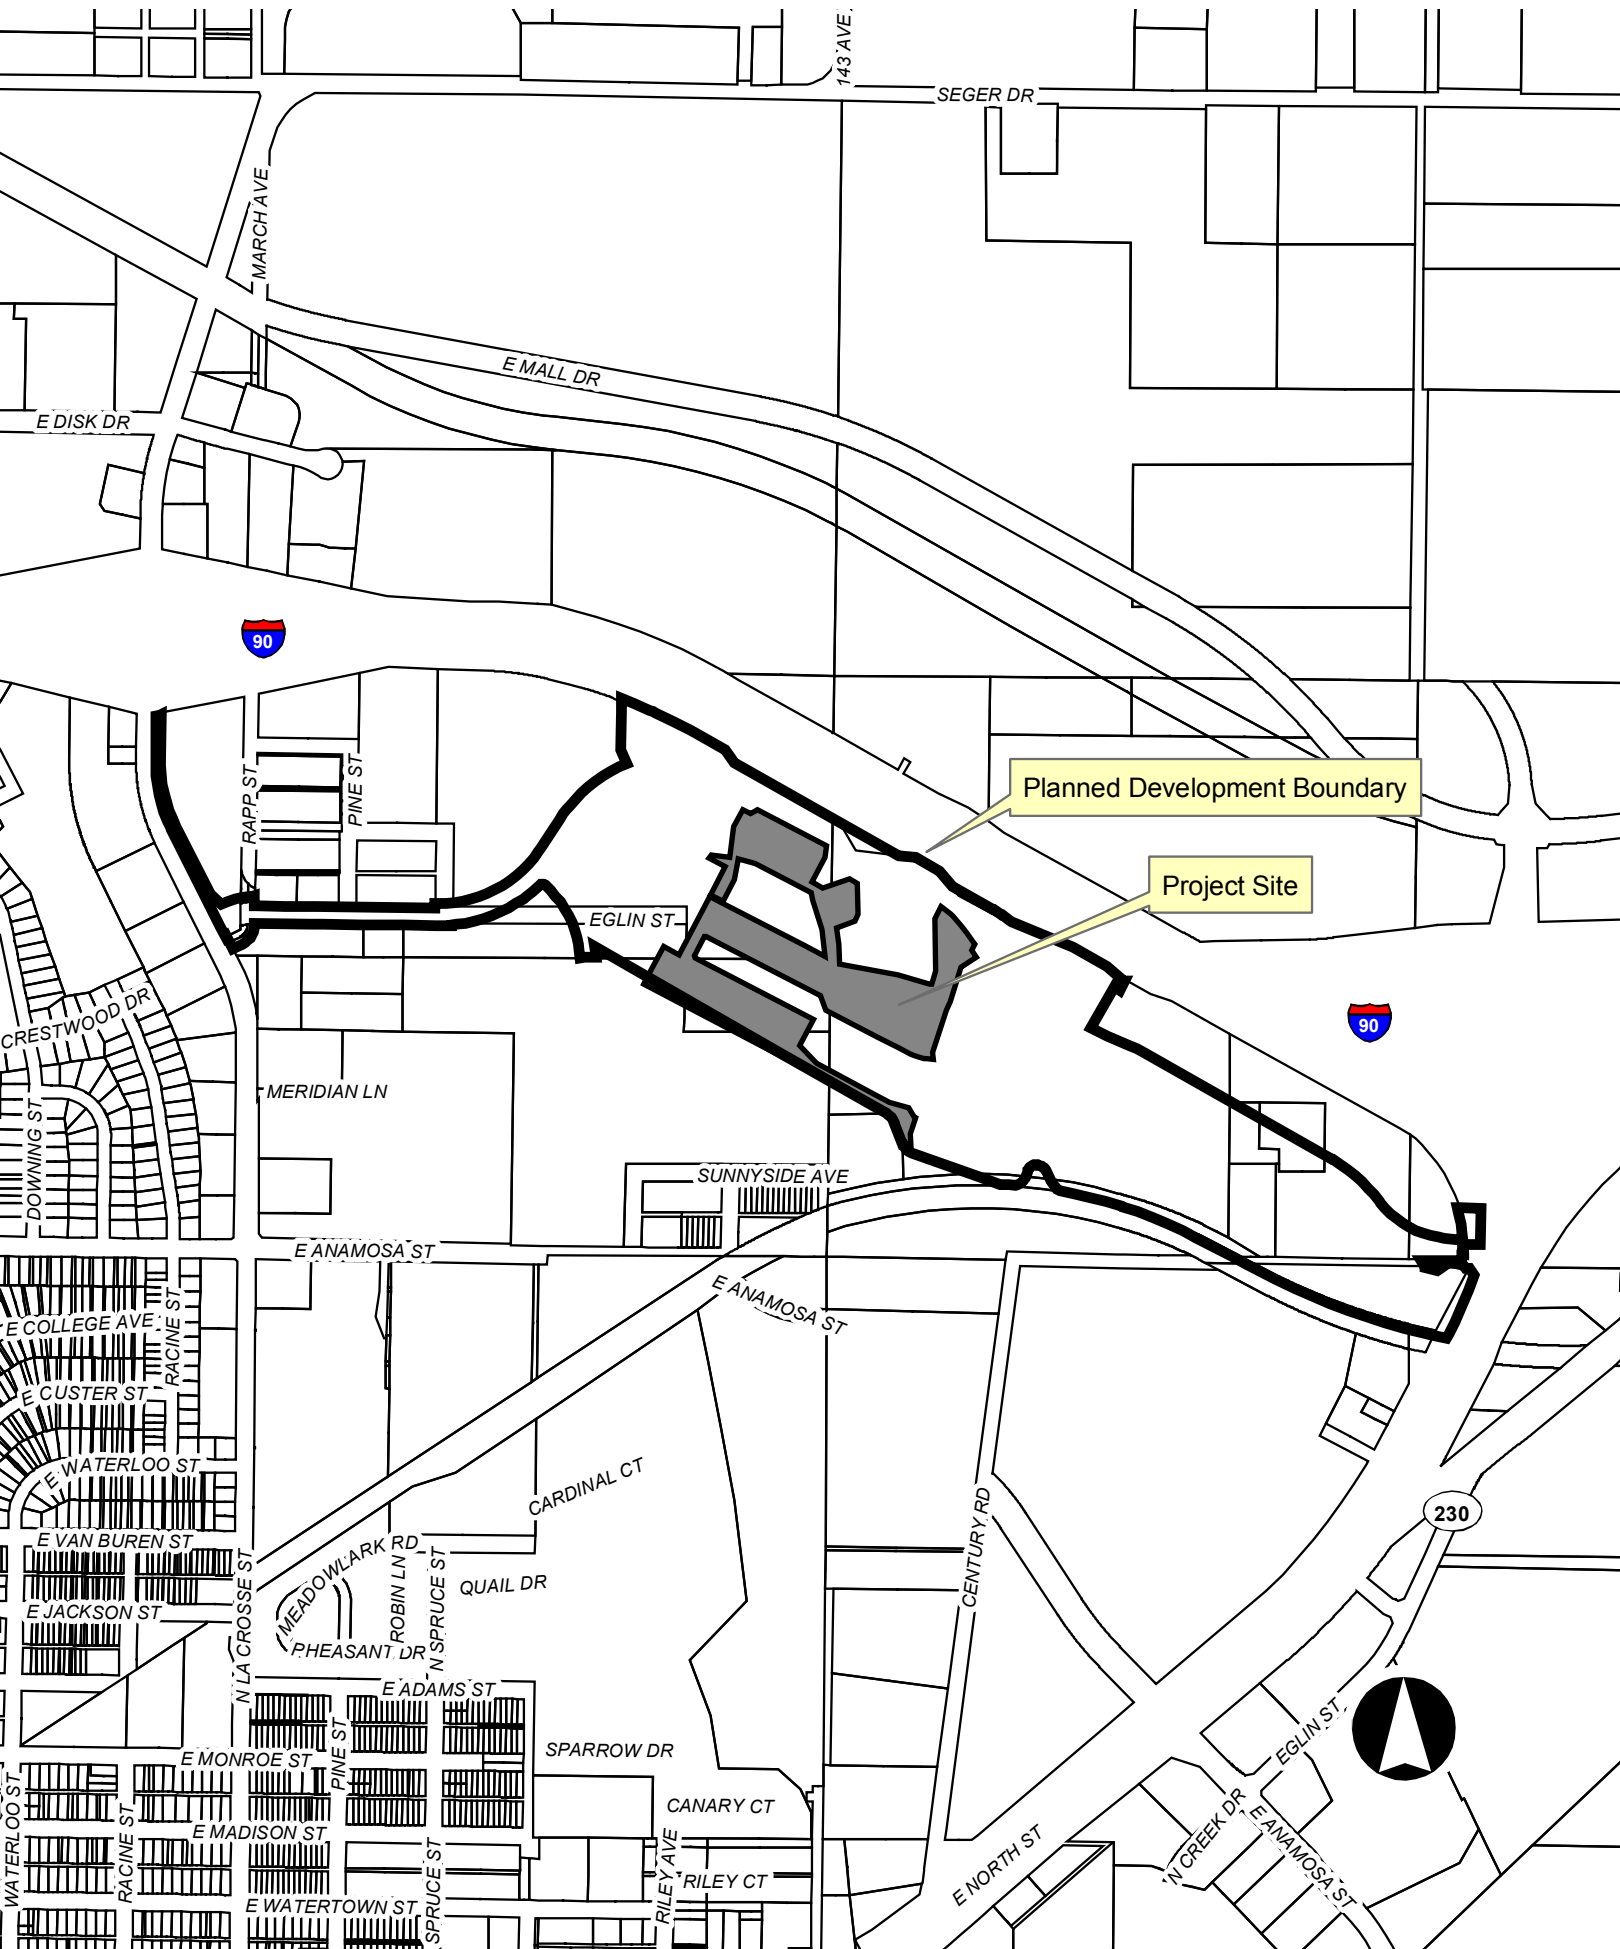 143 AVE
SEGER DR
MARCH AVE
E MALL DR
E DISK DR
90
RAPP ST
PINE ST
Planned Development Boundary
Project Site
EGLIN ST
CRESTWOOD DR
90
MERIDIAN LN
DOWNING ST
SUNNYSIDE AVE
E ANAMOSA ST
E ANAMOSA ST
E COLLEGE AVE
RACINE ST
E CUSTER ST
E WATERLOO ST
CARDINAL CT
CENTURY RD
230
E VAN BUREN ST
MEADOWLARK RD
ROBIN LN
N SPRUCE ST
QUAIL DR
E JACKSON ST
N LA CROSSE ST
PHEASANT DR
E ADAMS ST
EGLIN ST
E MONROE ST
PINE ST
SPARROW DR
WATERLOO ST
RACINE ST
CANARY CT
E MADISON ST
N CREEK DR
E ANAMOSA ST
SPRUCE ST
RILEY AVE
RILEY CT
E NORTH ST
E WATERTOWN ST